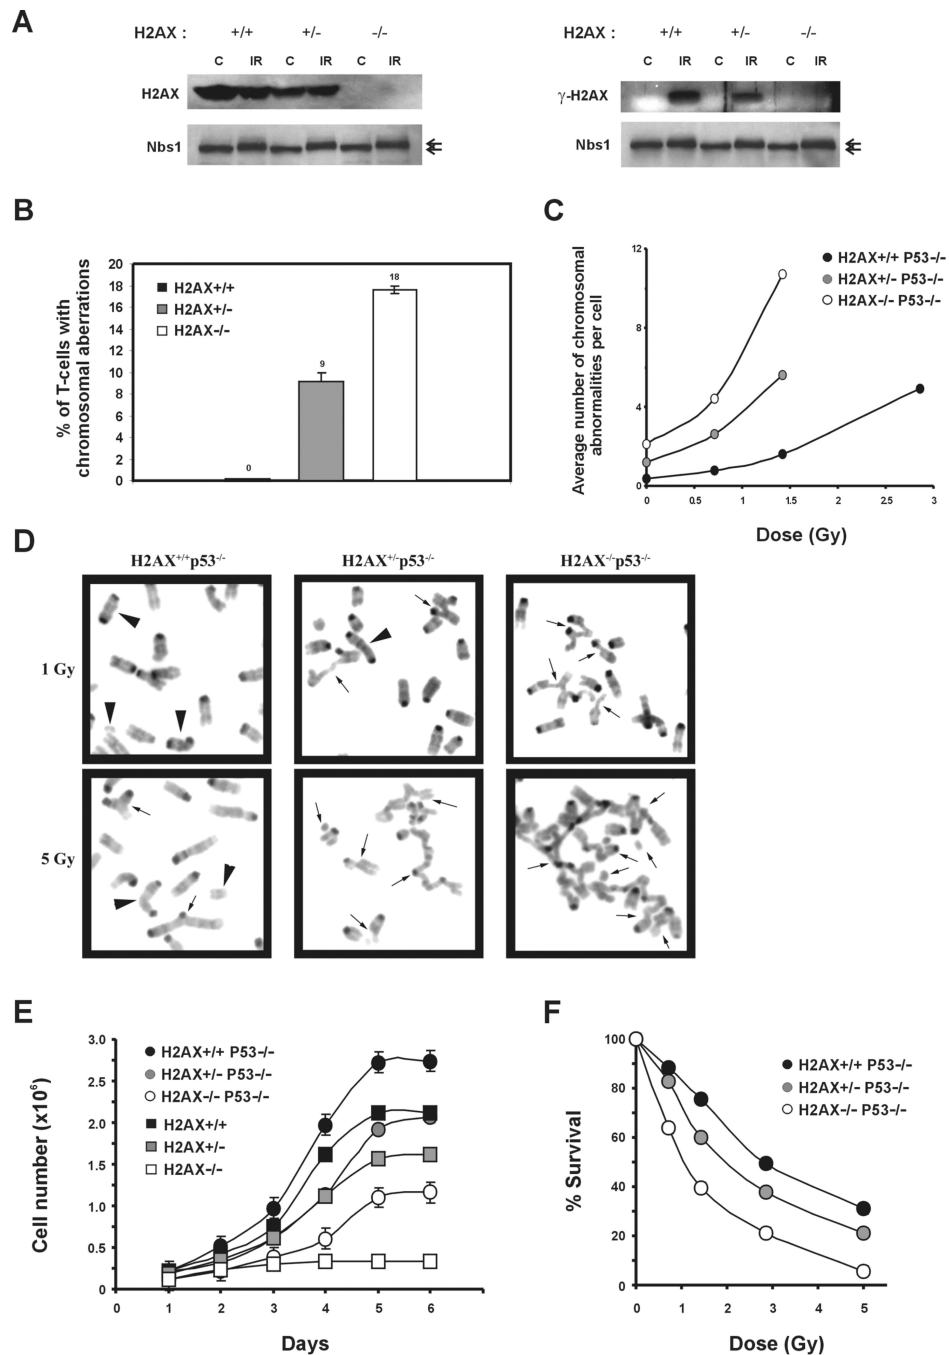 A
H2AX : +/+ +/- -/-
C IR C IR C IR
H2AX
Nbs1
H2AX : +/+ +/- -/-
C IR C IR C IR
γ-H2AX
Nbs1
B
% of T-cells with
chromosomal aberrations
20
18
16
14
12
10
8
6
4
2
0
H2AX+/+
H2AX+/-
H2AX-/-
0
9
18
C
Average number of chromosomal
abnormalities per cell
12
8
4
0
0 0.5 1 1.5 2 2.5 3
Dose (Gy)
H2AX+/+ P53-/-
H2AX+/- P53-/-
H2AX-/- P53-/-
D
H2AX+/+p53-/- H2AX+/-p53-/- H2AX-/-p53-/-
1 Gy
5 Gy
E
Cell number (x10⁶)
3.0
2.5
2.0
1.5
1.0
0.5
0
H2AX+/+ P53-/-
H2AX+/- P53-/-
H2AX-/- P53-/-
H2AX+/+
H2AX+/-
H2AX-/-
0 1 2 3 4 5 6
Days
F
% Survival
100
80
60
40
20
0
H2AX+/+ P53-/-
H2AX+/- P53-/-
H2AX-/- P53-/-
0 1 2 3 4 5
Dose (Gy)